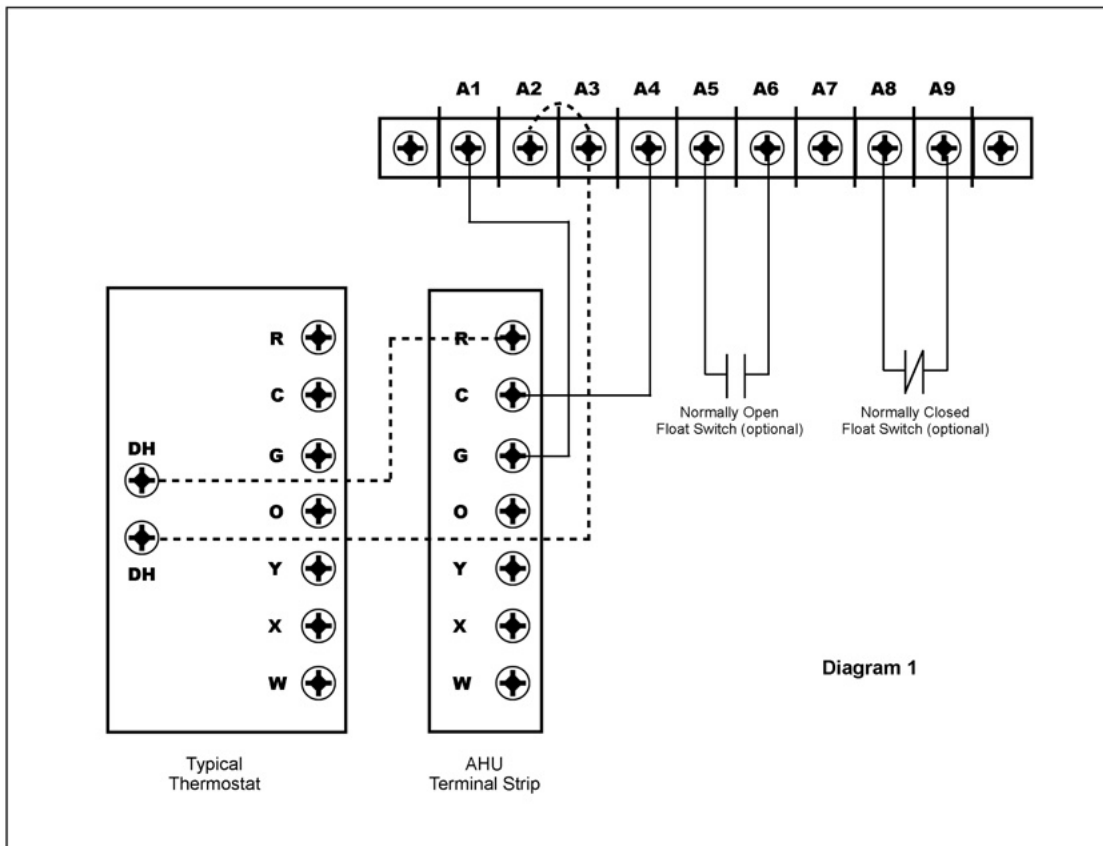 A1 A2 A3 A4 A5 A6 A7 A8 A9
R
C
G
O
Y
X
W
DH
DH
Typical
Thermostat
R
C
G
O
Y
X
W
AHU
Terminal Strip
Normally Open
Float Switch (optional)
Normally Closed
Float Switch (optional)
Diagram 1